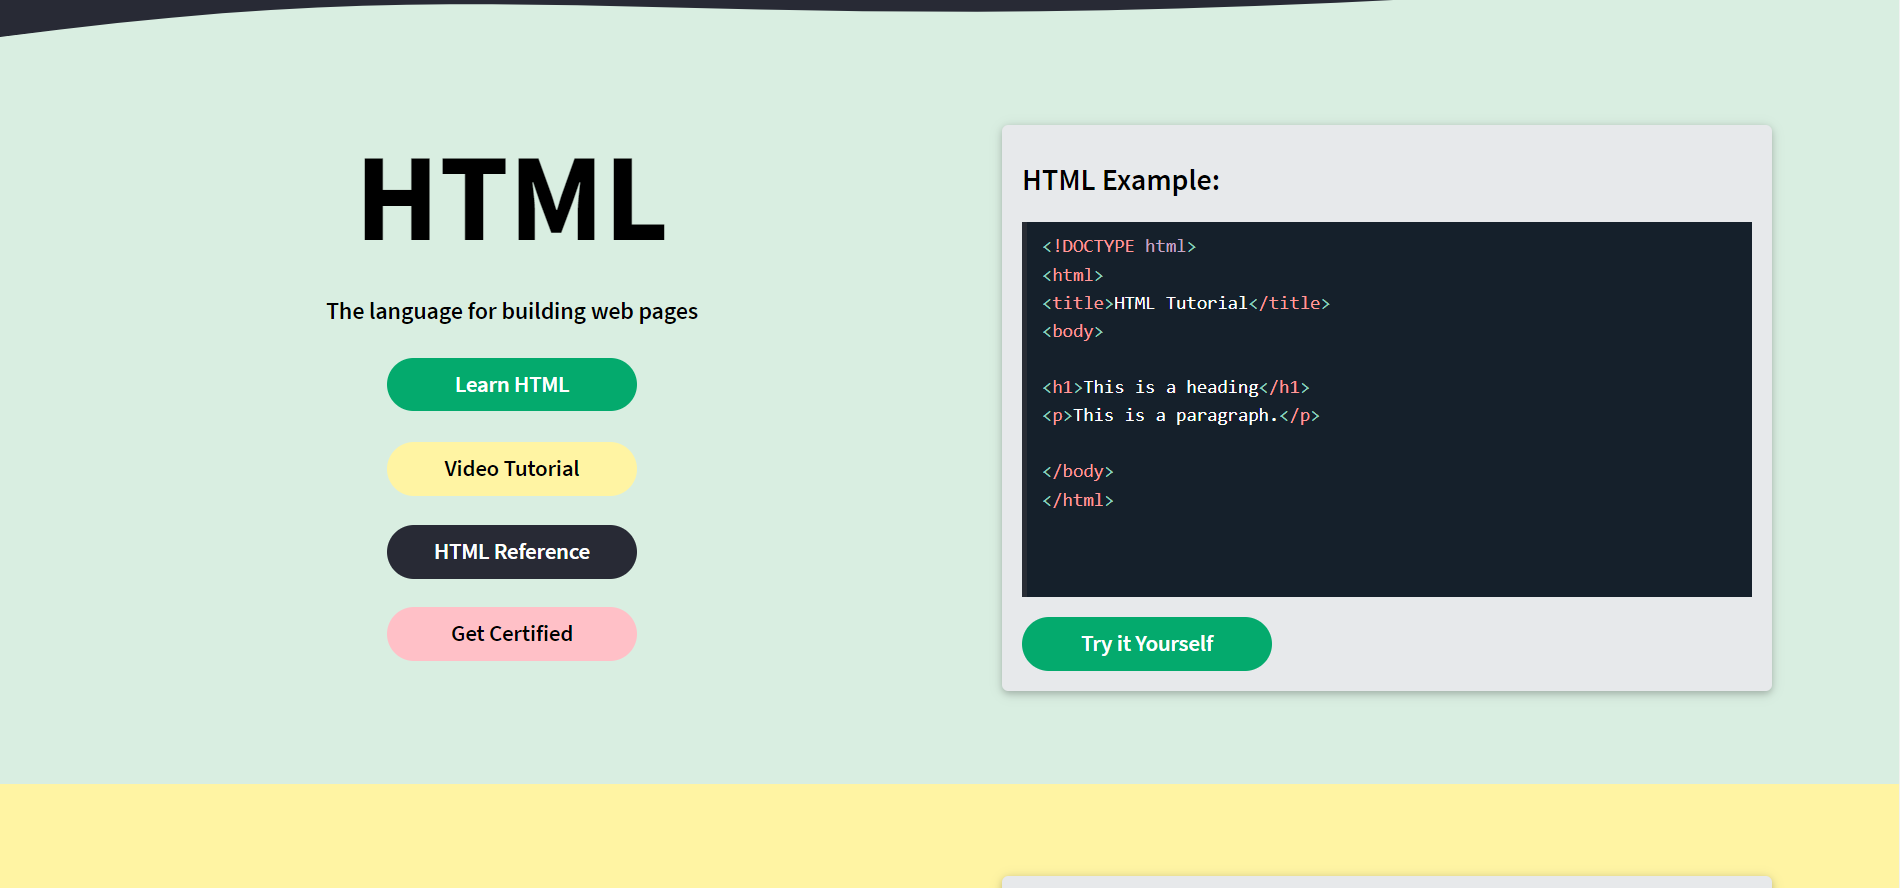 HTML
The language for building web pages
Learn HTML
Video Tutorial
HTML Reference
Get Certified
HTML Example:
<!DOCTYPE html>
<html>
<title>HTML Tutorial</title>
<body>
<h1>This is a heading</h1>
<p>This is a paragraph.</p>
</body>
</html>
Try it Yourself